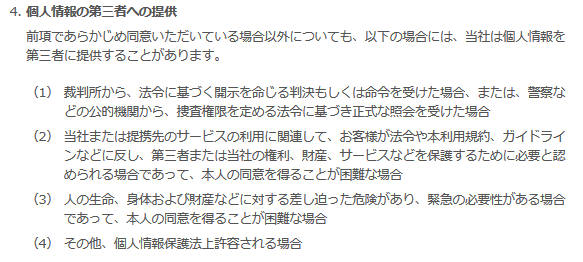 4. 個人情報の第三者への提供
前項であらかじめ同意いただいている場合以外についても、以下の場合には、当社は個人情報を
第三者に提供することがあります。
（1） 裁判所から、法令に基づく開示を命じる判決もしくは命令を受けた場合、または、警察な
どの公的機関から、捜査権限を定める法令に基づき正式な照会を受けた場合
（2） 当社または提携先のサービスの利用に関連して、お客様が法令や本利用規約、ガイドライ
ンなどに反し、第三者または当社の権利、財産、サービスなどを保護するために必要と認
められる場合であって、本人の同意を得ることが困難な場合
（3） 人の生命、身体および財産などに対する差し迫った危険があり、緊急の必要性がある場合
であって、本人の同意を得ることが困難な場合
（4） その他、個人情報保護法上許容される場合